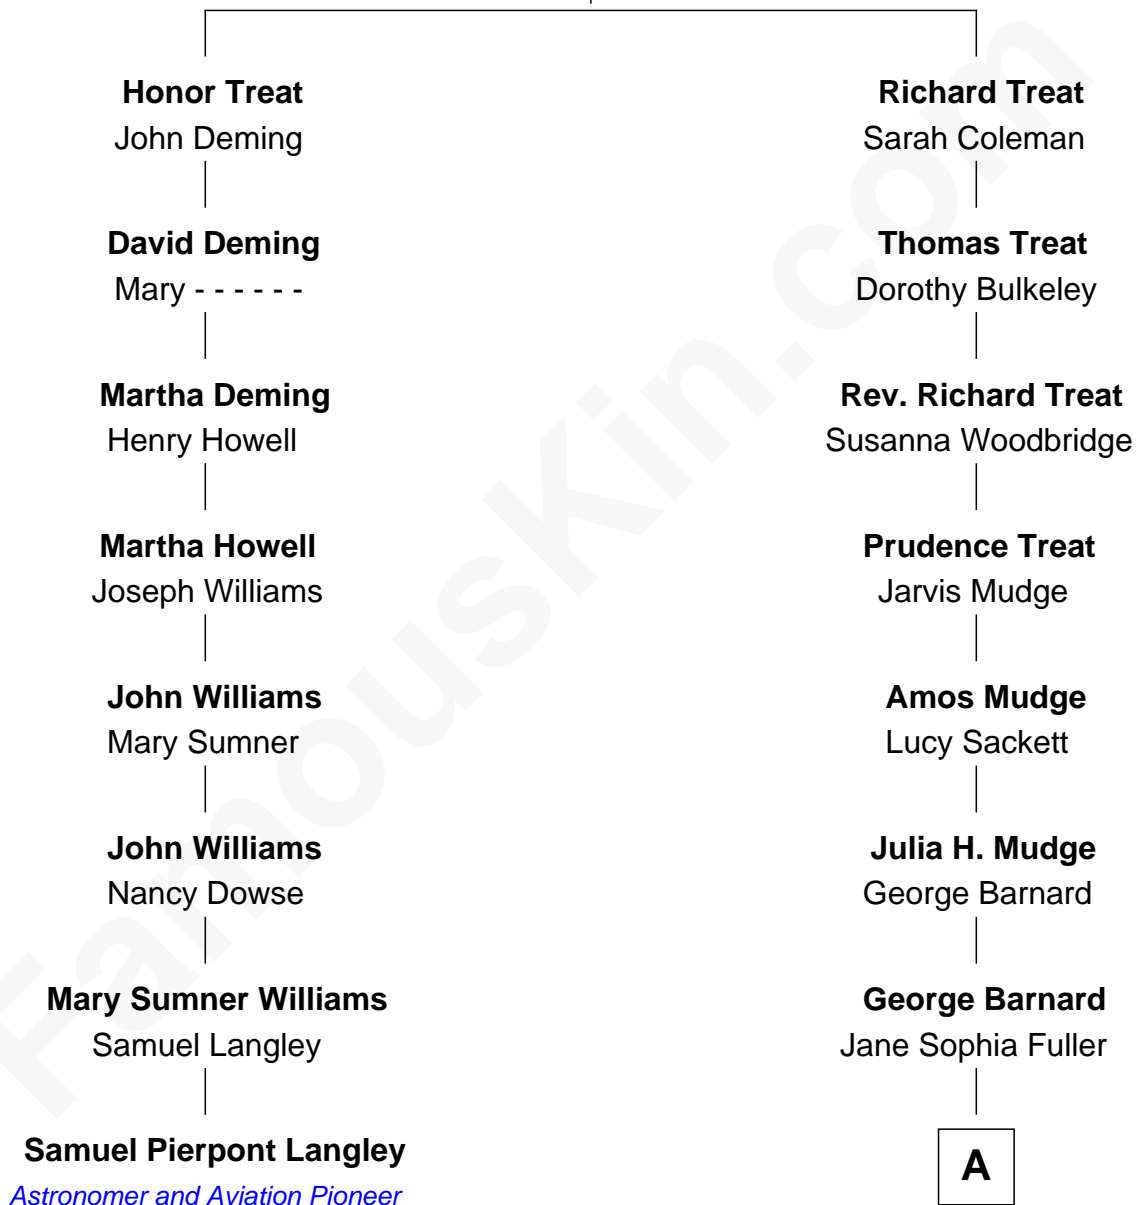 Honor Treat
John Deming
David Deming
Mary - - - - - -
Martha Deming
Henry Howell
Martha Howell
Joseph Williams
John Williams
Mary Sumner
John Williams
Nancy Dowse
Mary Sumner Williams
Samuel Langley
Samuel Pierpont Langley
Astronomer and Aviation Pioneer
Richard Treat
Sarah Coleman
Thomas Treat
Dorothy Bulkeley
Rev. Richard Treat
Susanna Woodbridge
Prudence Treat
Jarvis Mudge
Amos Mudge
Lucy Sackett
Julia H. Mudge
George Barnard
George Barnard
Jane Sophia Fuller
A
FamousKin.com